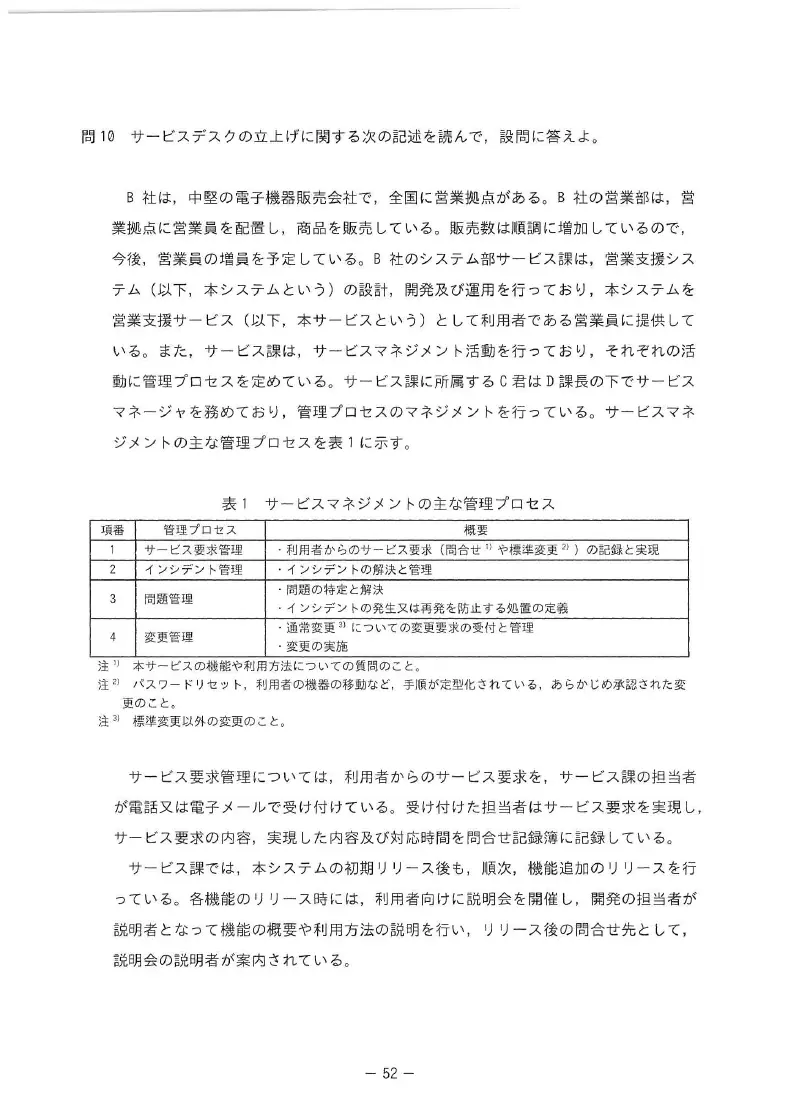 問10 サービスデスクの立上げに関する次の記述を読んで，設問に答えよ。
B 社は，中堅の電子機器販売会社で，全国に営業拠点がある。B 社の営業部は，営
業拠点に営業員を配置し，商品を販売している。販売数は順調に増加しているので，
今後，営業員の増員を予定している。B 社のシステム部サービス課は，営業支援シス
テム（以下，本システムという）の設計，開発及び運用を行っており，本システムを
営業支援サービス（以下，本サービスという）として利用者である営業員に提供して
いる。また，サービス課は，サービスマネジメント活動を行っており，それぞれの活
動に管理プロセスを定めている。サービス課に所属する C 君は D 課長の下でサービス
マネージャを務めており，管理プロセスのマネジメントを行っている。サービスマネ
ジメントの主な管理プロセスを表 1 に示す。
表 1 サービスマネジメントの主な管理プロセス
項番 管理プロセス 概要
1 サービス要求管理 ・利用者からのサービス要求（問合せ 1) や標準変更 2) ）の記録と実現
2 インシデント管理 ・インシデントの解決と管理
3 問題管理 ・問題の特定と解決
・インシデントの発生又は再発を防止する処置の定義
4 変更管理 ・通常変更 3) についての変更要求の受付と管理
・変更の実施
注 1) 本サービスの機能や利用方法についての質問のこと。
注 2) パスワードリセット，利用者の機器の移動など，手順が定型化されている，あらかじめ承認された変
更のこと。
注 3) 標準変更以外の変更のこと。
サービス要求管理については，利用者からのサービス要求を，サービス課の担当者
が電話又は電子メールで受け付けている。受け付けた担当者はサービス要求を実現し，
サービス要求の内容，実現した内容及び対応時間を問合せ記録簿に記録している。
サービス課では，本システムの初期リリース後も，順次，機能追加のリリースを行
っている。各機能のリリース時には，利用者向けに説明会を開催し，開発の担当者が
説明者となって機能の概要や利用方法の説明を行い，リリース後の問合せ先として，
説明会の説明者が案内されている。
－ 52 －